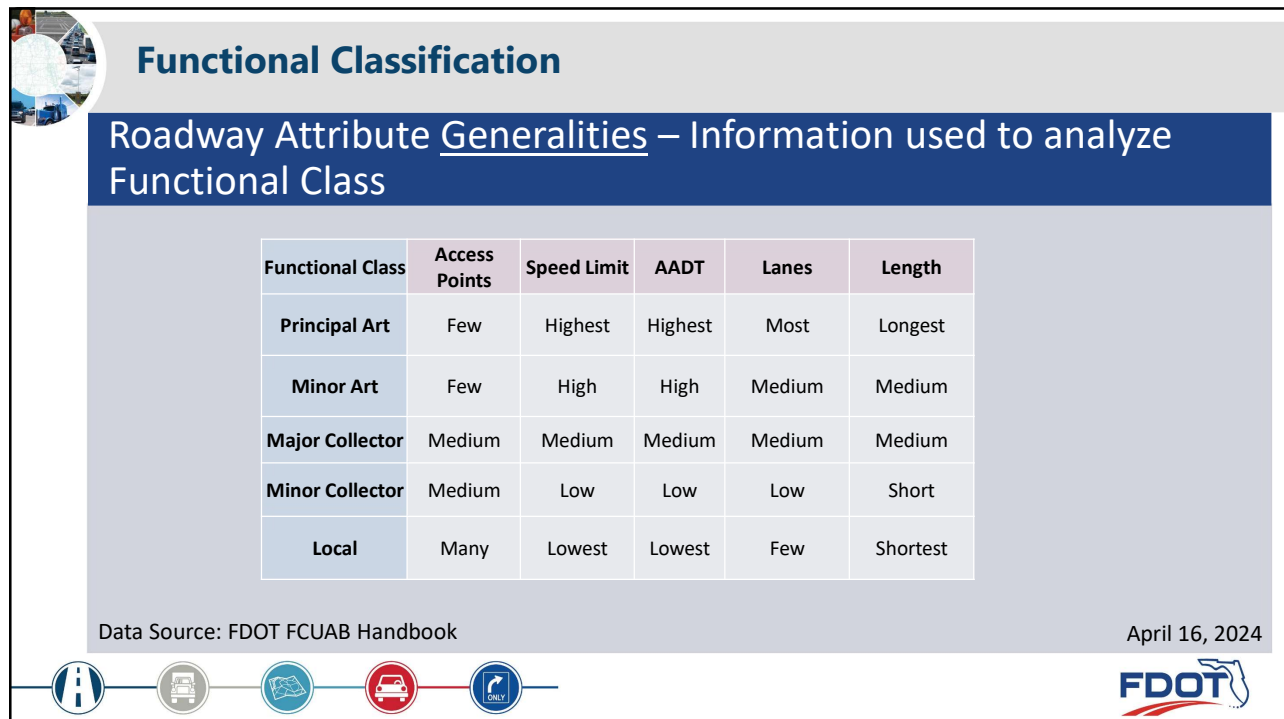 Functional Classification
Roadway Attribute Generalities – Information used to analyze
Functional Class
Functional Class Access Points Speed Limit AADT Lanes Length
Principal Art Few Highest Highest Most Longest
Minor Art Few High High Medium Medium
Major Collector Medium Medium Medium Medium Medium
Minor Collector Medium Low Low Low Short
Local Many Lowest Lowest Few Shortest
Data Source: FDOT FCUAB Handbook April 16, 2024
ONLY
FDOT